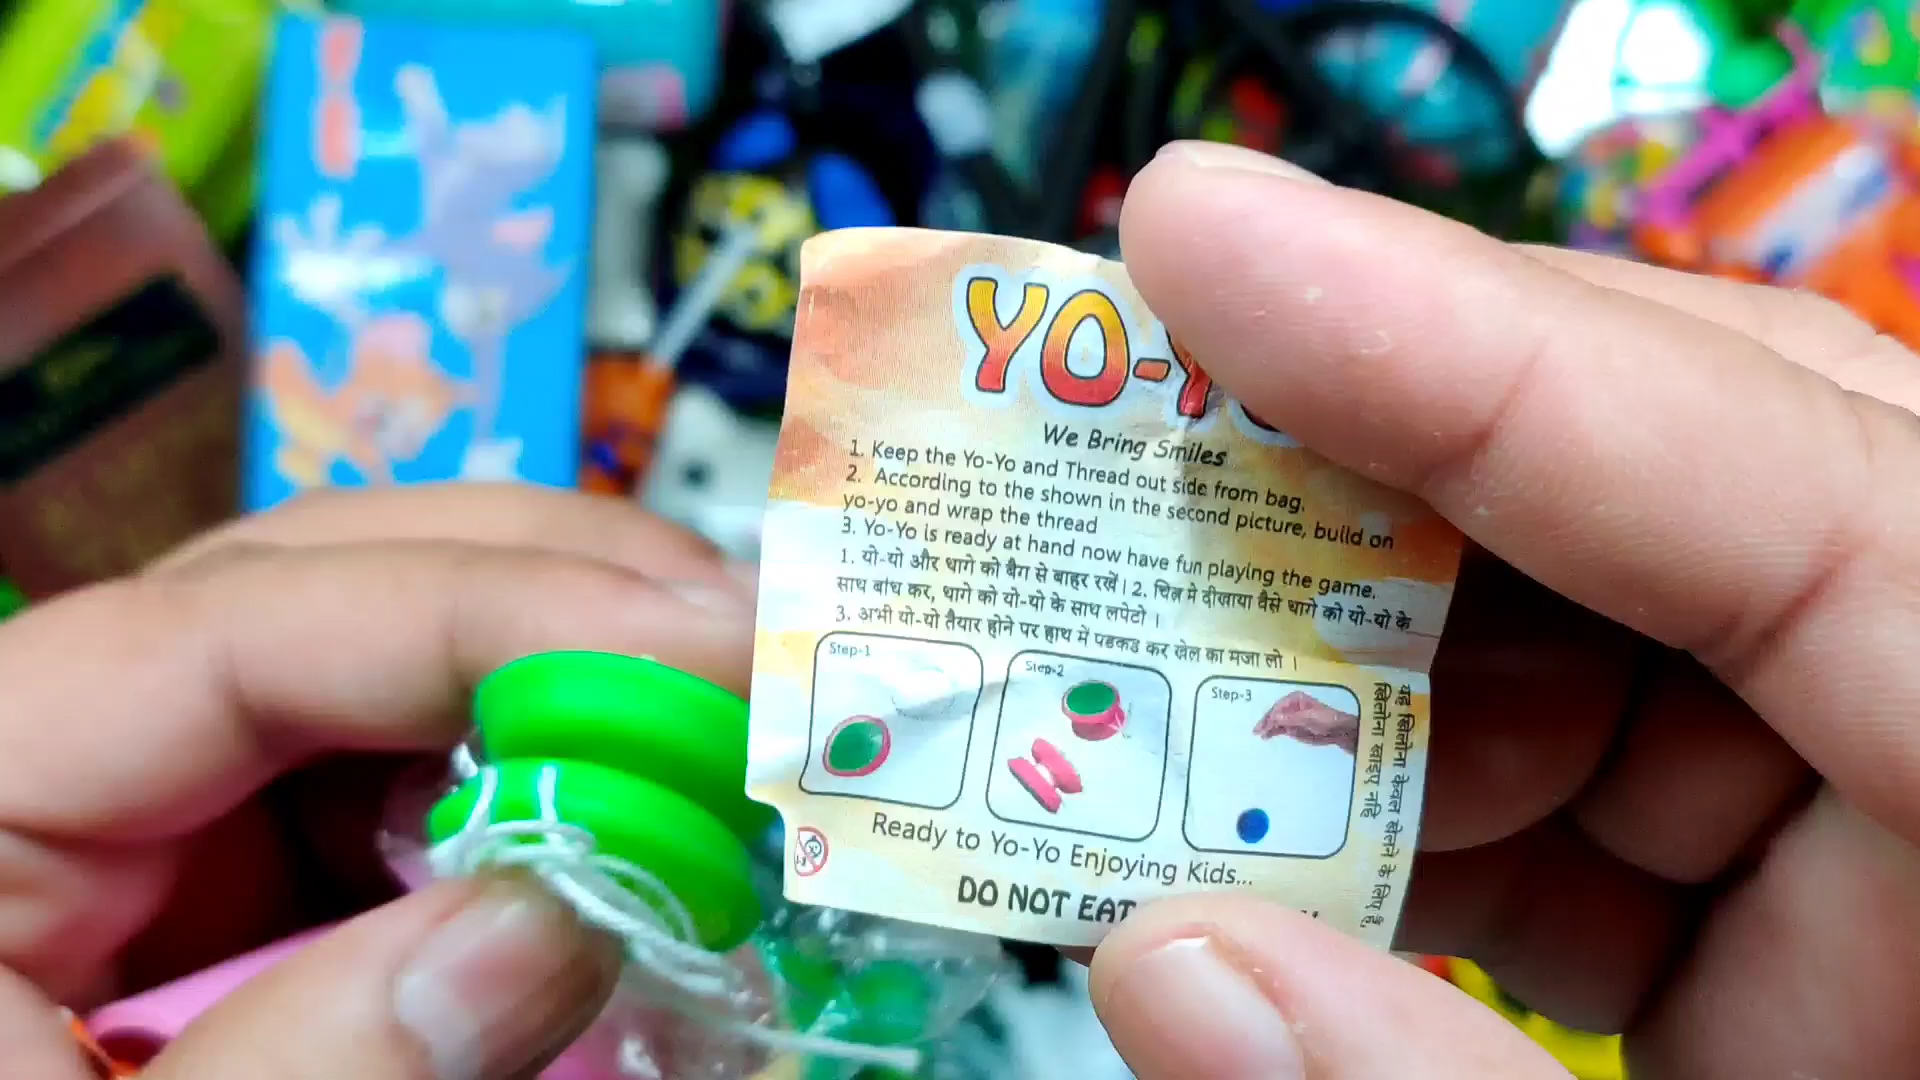 YO-Y
We Bring Smiles
1. Keep the Yo-Yo and Thread out side from bag.
2. According to the shown in the second picture, build on
yo-yo and wrap the thread
3. Yo-Yo is ready at hand now have fun playing the game.
1. यो-यो और धागे को बैग से बाहर रखें। 2. चित्र मे दीखाया वैसे धागे को यो-यो के
साथ बांध कर, धागे को यो-यो के साथ लपेटो ।
3. अभी यो-यो तैयार होने पर हाथ में पकड कर खेल का मजा लो ।
Step-1
Step-2
Step-3
यह खिलोना केवल खेलने के लिए है,
खिलोना खाइए नहि
Ready to Yo-Yo Enjoying Kids...
DO NOT EAT